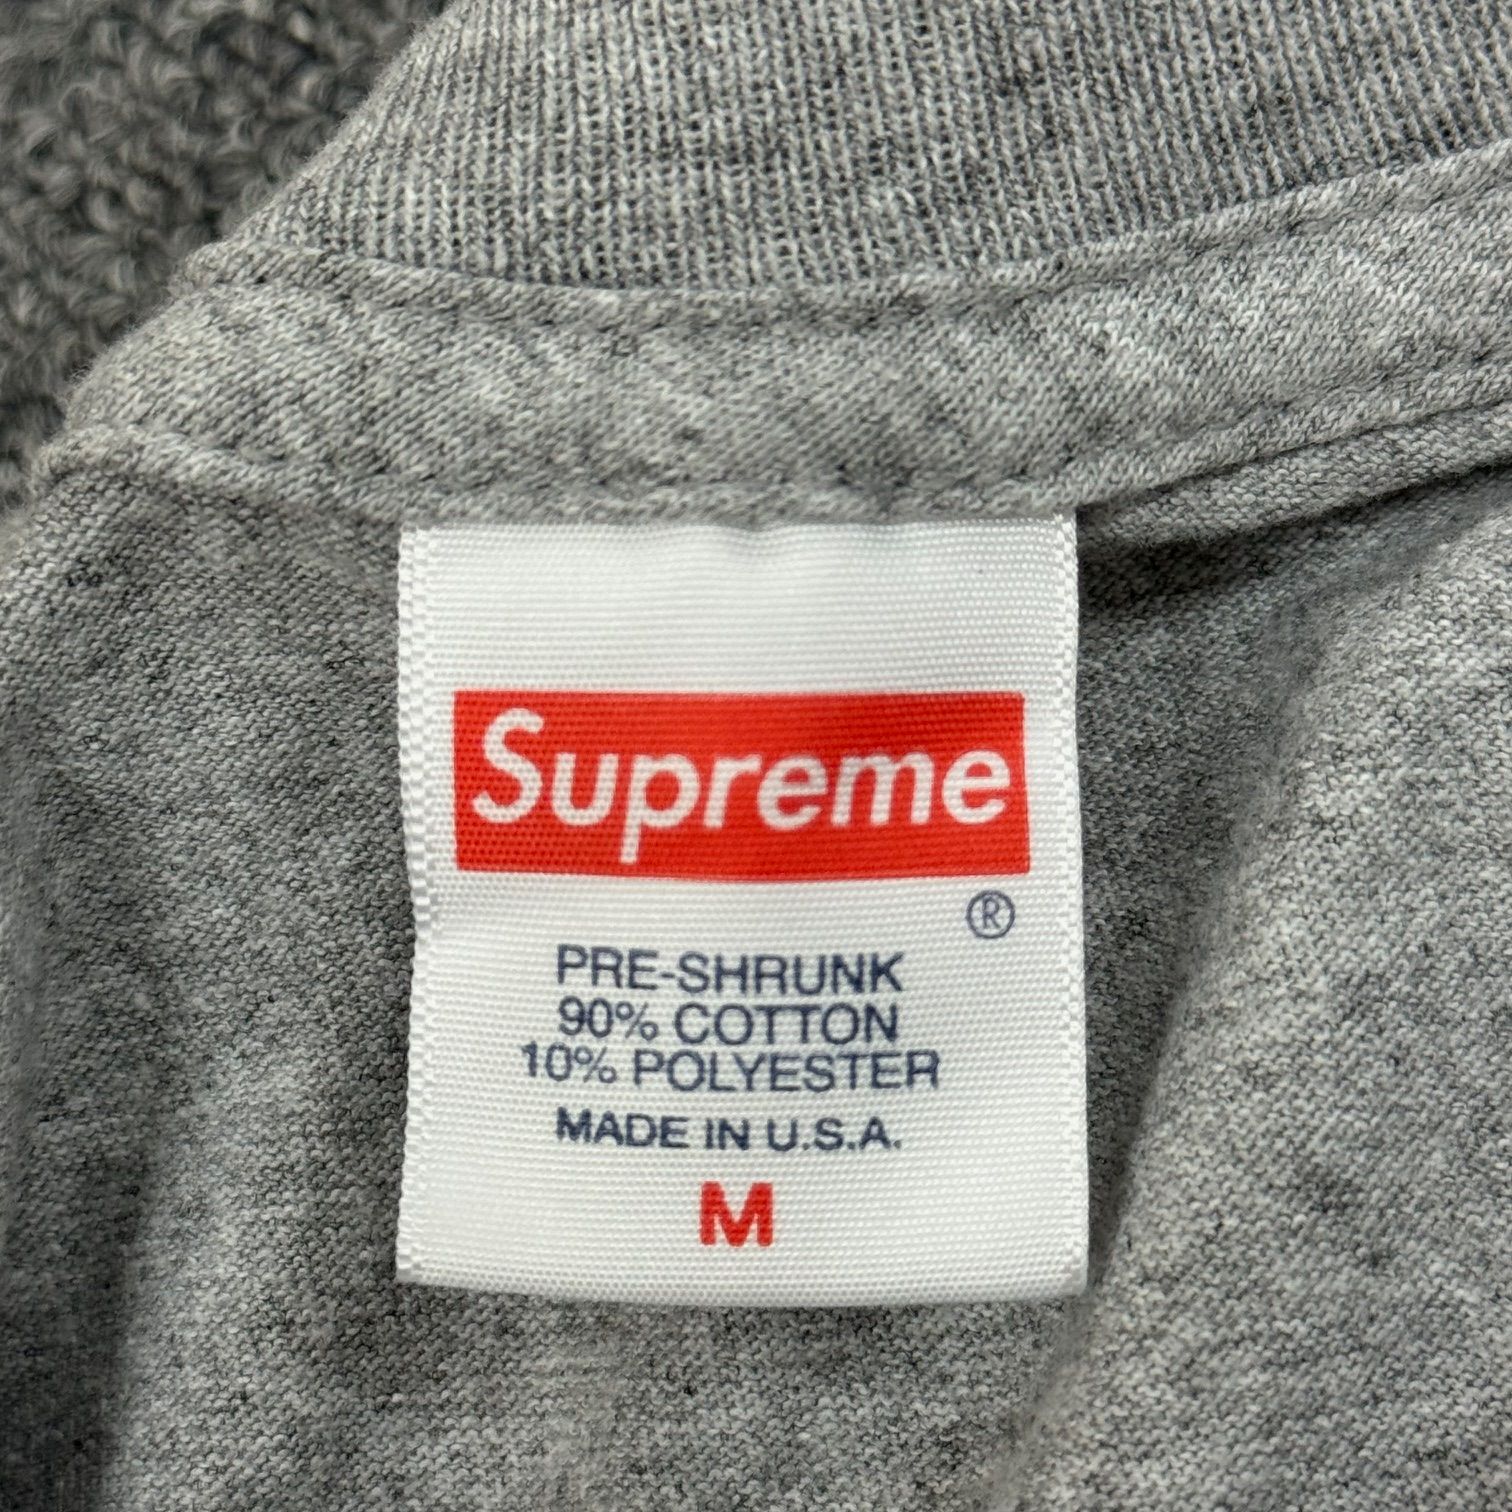 Supreme
®
PRE-SHRUNK
90% COTTON
10% POLYESTER
MADE IN U.S.A.
M